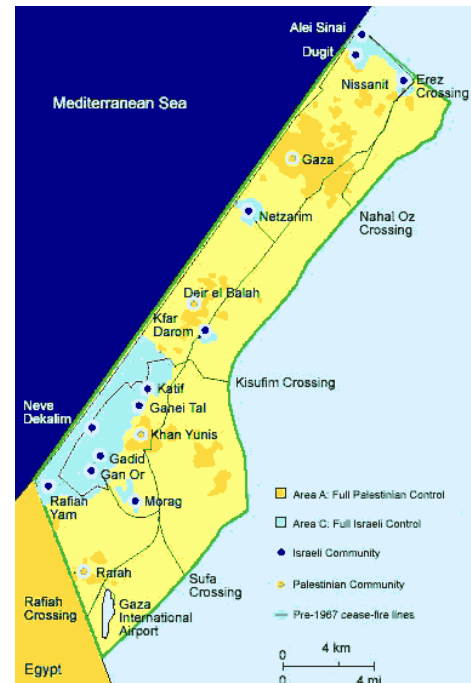 Alei Sinai
Dugit
Nissanit
Erez
Crossing
Mediterranean Sea
Gaza
Netzarim
Nahal Oz
Crossing
Deir el Balah
Kfar
Darom
Kisufim Crossing
Katif
Ganei Tal
Neve
Dekalim
Khan Yunis
Gadid
Gan Or
Rafiah
Yam
Morag
Area A: Full Palestinian Control
Area C: Full Israeli Control
Israeli Community
Palestinian Community
Pre-1967 cease-fire lines
Rafah
Sufa
Crossing
Rafiah
Crossing
Gaza
International
Airport
Egypt
0 4 km
0 4 mi